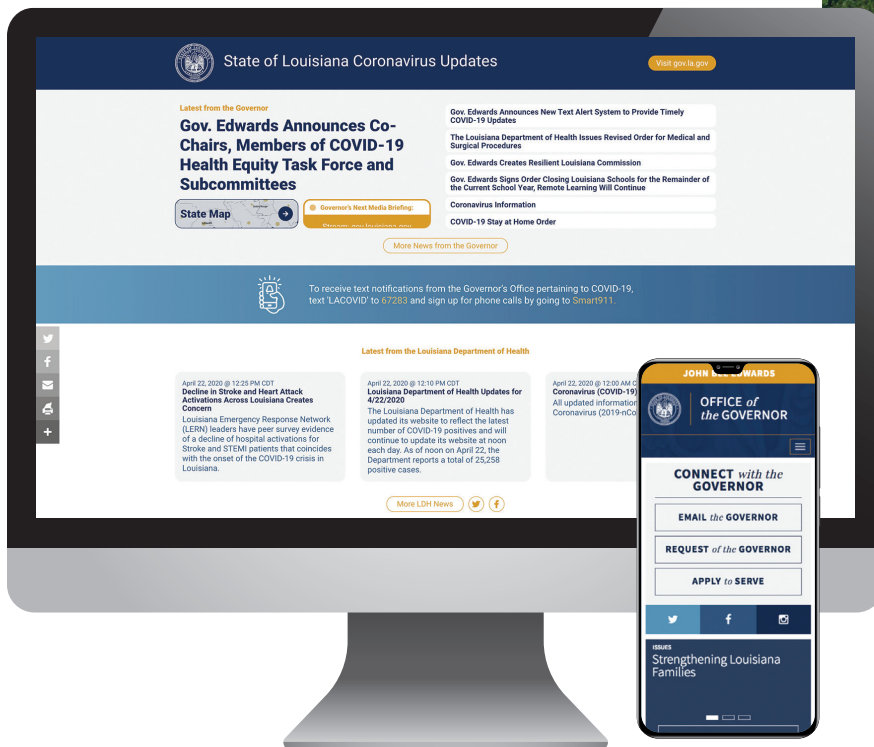 State of Louisiana Coronavirus Updates
Visit gov.la.gov
Latest from the Governor
Gov. Edwards Announces Co-
Chairs, Members of COVID-19
Health Equity Task Force and
Subcommittees
State Map
Governor's Next Media Briefing:
Stream: gov.louisiana.gov
Gov. Edwards Announces New Text Alert System to Provide Timely
COVID-19 Updates
The Louisiana Department of Health Issues Revised Order for Medical and
Surgical Procedures
Gov. Edwards Creates Resilient Louisiana Commission
Gov. Edwards Signs Order Closing Louisiana Schools for the Remainder of
the Current School Year, Remote Learning Will Continue
Coronavirus Information
COVID-19 Stay at Home Order
More News from the Governor
To receive text notifications from the Governor's Office pertaining to COVID-19,
text 'LACOVID' to 67283 and sign up for phone calls by going to Smart911.
Latest from the Louisiana Department of Health
April 22, 2020 @ 12:25 PM CDT
Decline in Stroke and Heart Attack
Activations Across Louisiana Creates
Concern
Louisiana Emergency Response Network
(LERN) leaders have peer survey evidence
of a decline of hospital activations for
Stroke and STEMI patients that coincides
with the onset of the COVID-19 crisis in
Louisiana.
April 22, 2020 @ 12:10 PM CDT
Louisiana Department of Health Updates for
4/22/2020
The Louisiana Department of Health has
updated its website to reflect the latest
number of COVID-19 positives and will
continue to update its website at noon
each day. As of noon on April 22, the
Department reports a total of 25,258
positive cases.
April 22, 2020 @ 12:00 AM C
Coronavirus (COVID-19)
All updated information
Coronavirus (2019-nCo
More LDH News
JOHN BEL EDWARDS
OFFICE of
the GOVERNOR
CONNECT with the
GOVERNOR
EMAIL the GOVERNOR
REQUEST of the GOVERNOR
APPLY to SERVE
ISSUES
Strengthening Louisiana
Families